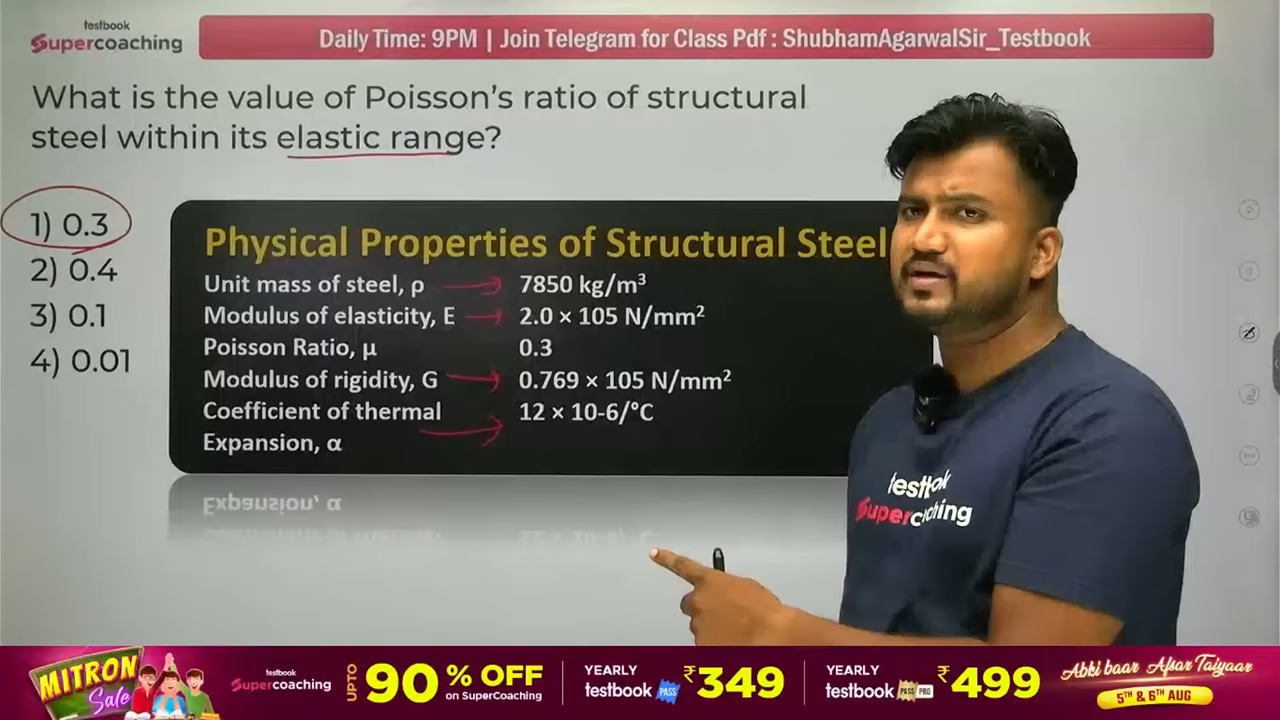 testbook
Supercoaching
Daily Time: 9PM | Join Telegram for Class Pdf : ShubhamAgarwalSir_Testbook
What is the value of Poisson's ratio of structural
steel within its elastic range?
1) 0.3
2) 0.4
3) 0.1
4) 0.01
Physical Properties of Structural Steel
Unit mass of steel, ρ 7850 kg/m³
Modulus of elasticity, E 2.0 × 105 N/mm²
Poisson Ratio, μ 0.3
Modulus of rigidity, G 0.769 × 105 N/mm²
Coefficient of thermal 12 × 10-6/°C
Expansion, α
testbook
Supercoaching
MITRON
Sale
testbook
Supercoaching
UPTO 90% OFF
on SuperCoaching
YEARLY
testbook PASS
₹349
YEARLY
testbook PASS PRO
₹499
Abki baar Afsar Taiyaar
5TH & 6TH AUG